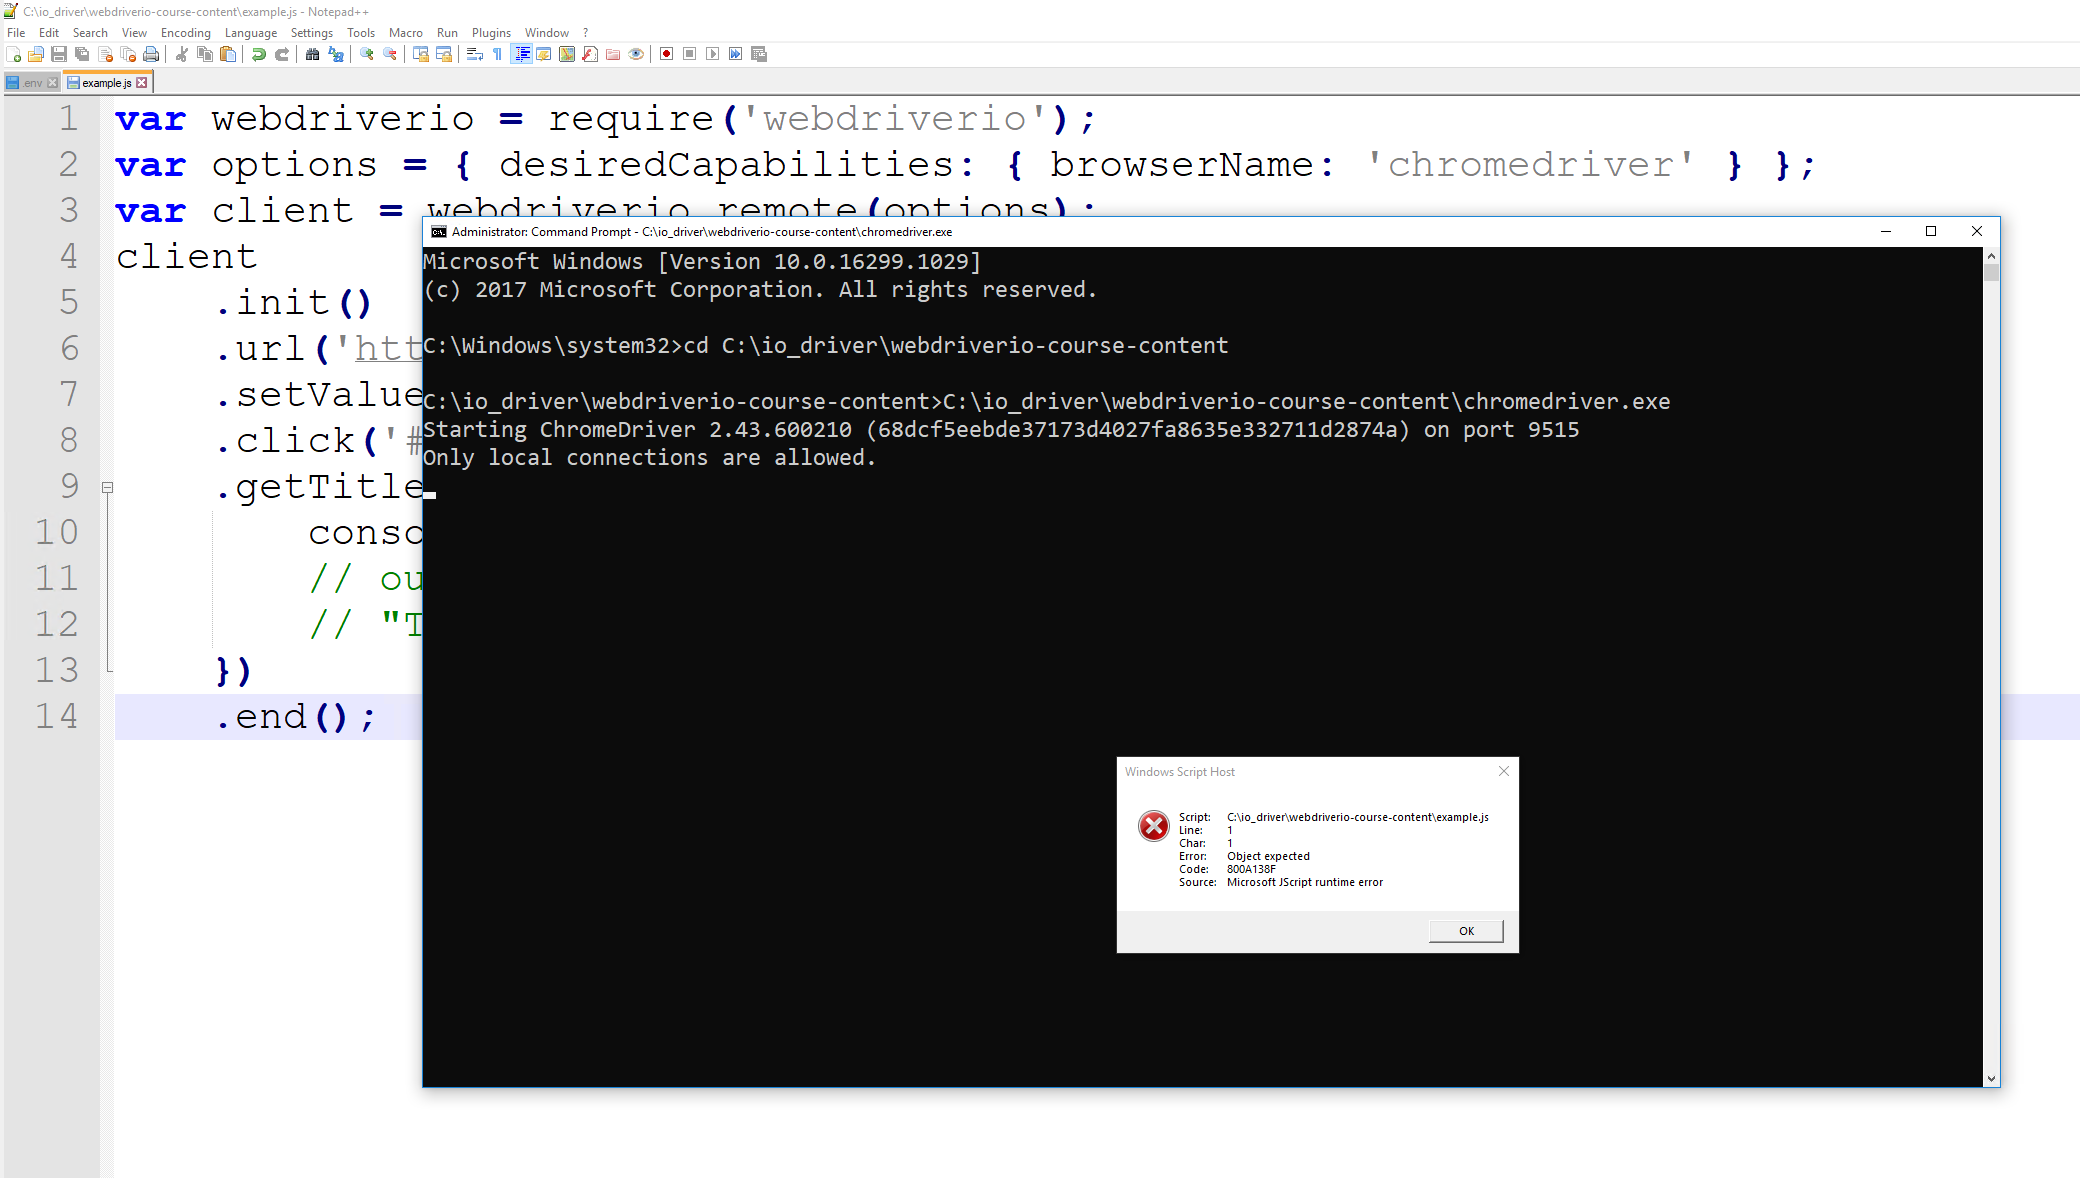 C:\io_driver\webdriverio-course-content\example.js - Notepad++
File Edit Search View Encoding Language Settings Tools Macro Run Plugins Window ?
.env example.js
1 var webdriverio = require('webdriverio');
2 var options = { desiredCapabilities: { browserName: 'chromedriver' } };
3 var client = webdriverio.remote(options);
4 client
5 .init()
6 .url('htt
7 .setValue
8 .click('#
9 .getTitle
10 conso
11 // ou
12 // "T
13 })
14 .end();
Administrator: Command Prompt - C:\io_driver\webdriverio-course-content\chromedriver.exe
Microsoft Windows [Version 10.0.16299.1029]
(c) 2017 Microsoft Corporation. All rights reserved.
C:\Windows\system32>cd C:\io_driver\webdriverio-course-content
C:\io_driver\webdriverio-course-content>C:\io_driver\webdriverio-course-content\chromedriver.exe
Starting ChromeDriver 2.43.600210 (68dcf5eebde37173d4027fa8635e332711d2874a) on port 9515
Only local connections are allowed.
Windows Script Host
Script: C:\io_driver\webdriverio-course-content\example.js
Line: 1
Char: 1
Error: Object expected
Code: 800A138F
Source: Microsoft JScript runtime error
OK